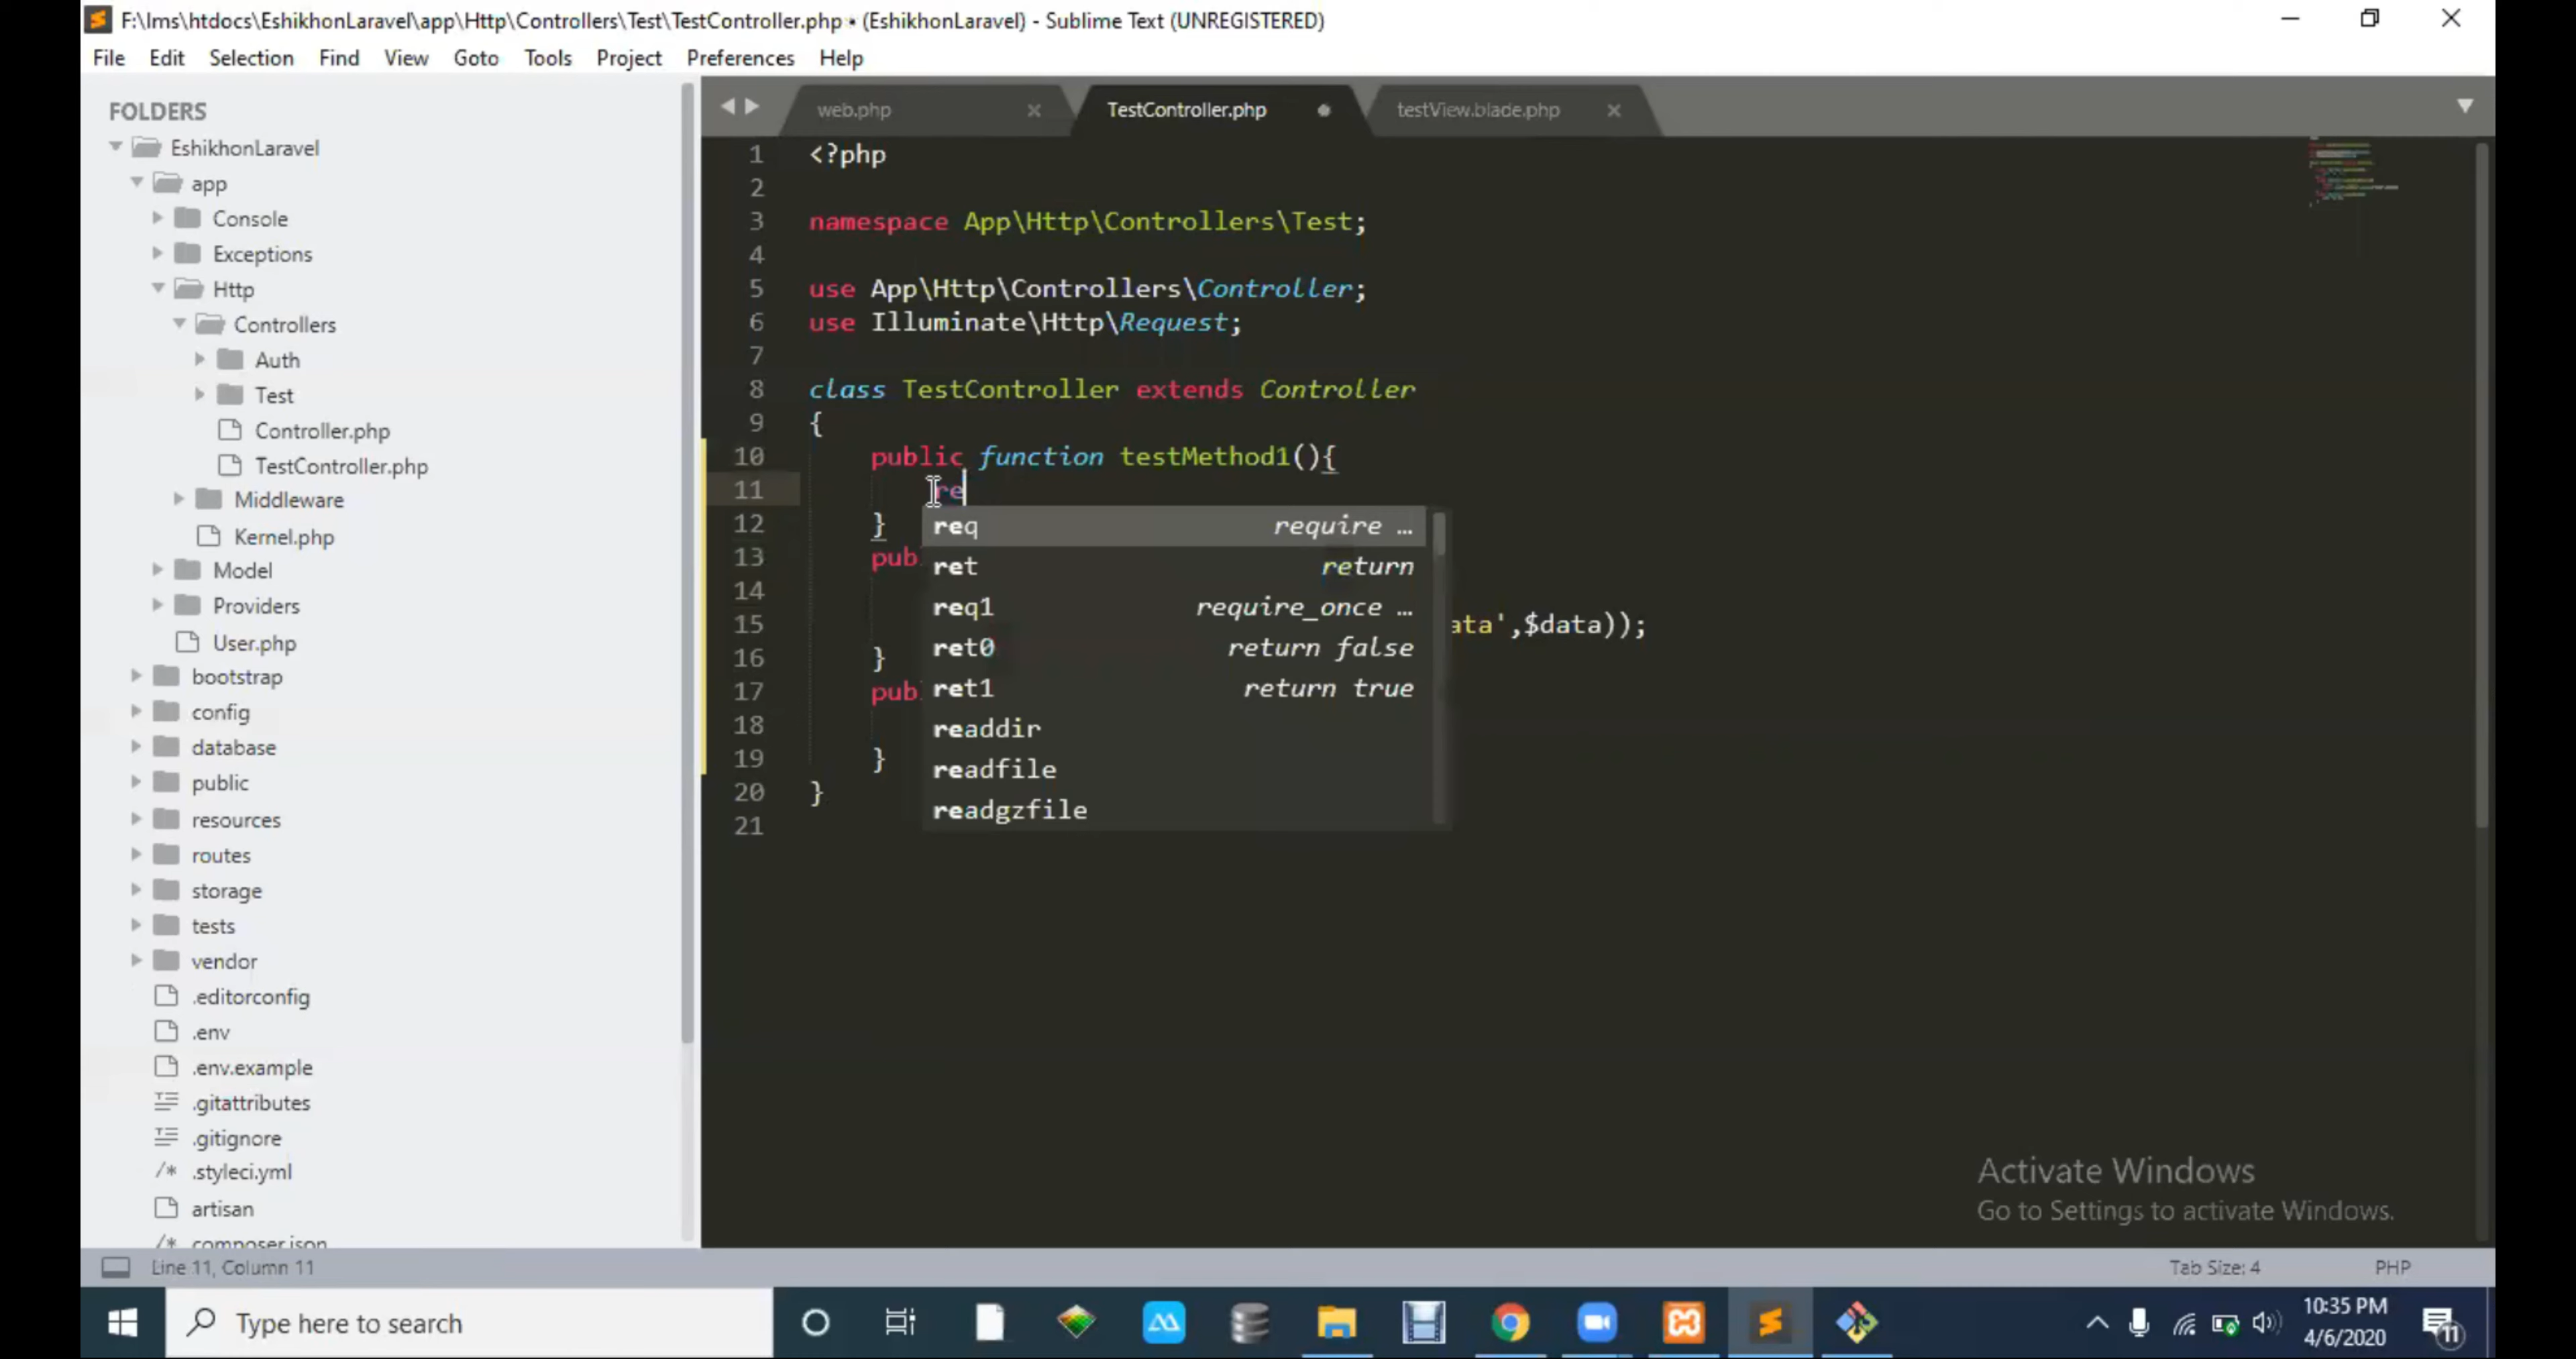 F:\lms\htdocs\EshikhonLaravel\app\Http\Controllers\Test\TestController.php • (EshikhonLaravel) - Sublime Text (UNREGISTERED)
File Edit Selection Find View Goto Tools Project Preferences Help
FOLDERS
EshikhonLaravel
app
Console
Exceptions
Http
Controllers
Auth
Test
Controller.php
TestController.php
Middleware
Kernel.php
Model
Providers
User.php
bootstrap
config
database
public
resources
routes
storage
tests
vendor
.editorconfig
.env
.env.example
.gitattributes
.gitignore
/* .styleci.yml
artisan
/* composer.json
web.php
TestController.php
testView.blade.php
1 <?php
2
3 namespace App\Http\Controllers\Test;
4
5 use App\Http\Controllers\Controller;
6 use Illuminate\Http\Request;
7
8 class TestController extends Controller
9 {
10 public function testMethod1(){
11 re
12 }
13 pub
14
15 ata',$data));
16 }
17 pub
18
19 }
20 }
21
req require ...
ret return
req1 require_once ...
ret0 return false
ret1 return true
readdir
readfile
readgzfile
Activate Windows
Go to Settings to activate Windows.
Line 11, Column 11
Tab Size: 4
PHP
Type here to search
10:35 PM
4/6/2020
11